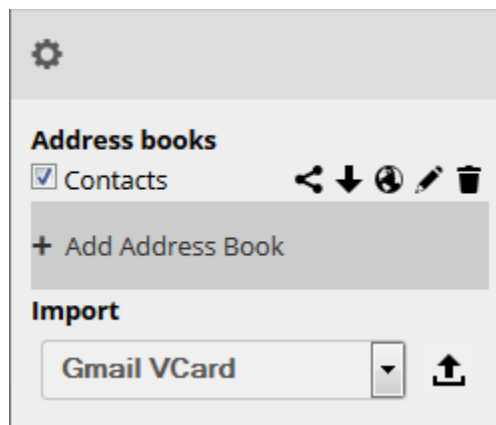 Address books
Contacts
+ Add Address Book
Import
Gmail VCard